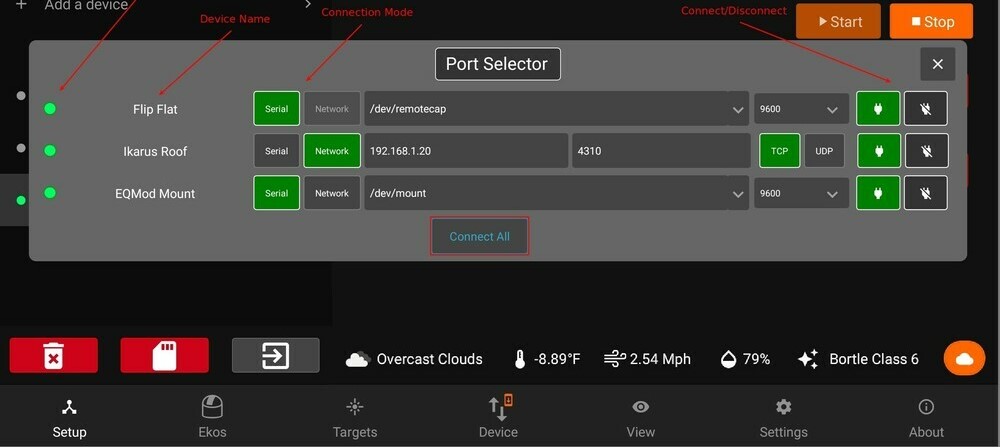 + Add a device
Device Name
Connection Mode
Connect/Disconnect
Start
Stop
Port Selector
Flip Flat Serial Network /dev/remotecap 9600
Ikarus Roof Serial Network 192.168.1.20 4310 TCP UDP
EQMod Mount Serial Network /dev/mount 9600
Connect All
Overcast Clouds -8.89°F 2.54 Mph 79% Bortle Class 6
Setup Ekos Targets Device View Settings About